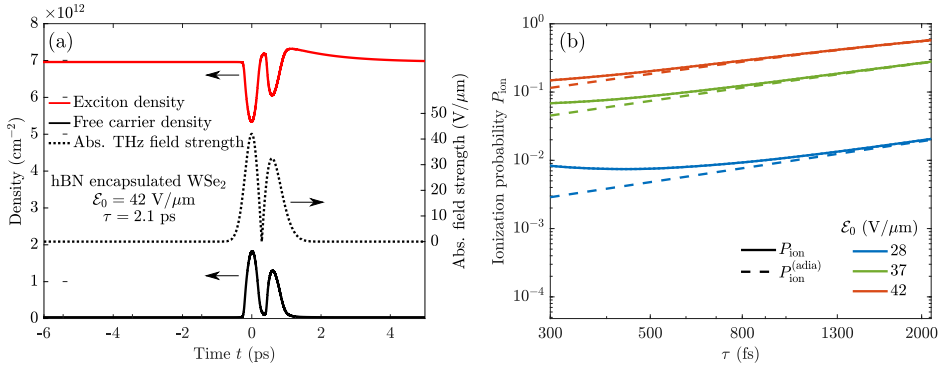 ×10¹²
(a)
8
7
6
5
4
3
2
1
0
Density (cm⁻²)
Exciton density
Free carrier density
Abs. THz field strength
hBN encapsulated WSe₂
ℰ₀ = 42 V/μm
τ = 2.1 ps
50
40
30
20
10
0
Abs. field strength (V/μm)
-6 -4 -2 0 2 4
Time t (ps)
(b)
10⁰
10⁻¹
10⁻²
10⁻³
10⁻⁴
Ionization probability P_ion
ℰ₀ (V/μm)
P_ion 28
P_ion^(adia) 37
42
300 500 800 1300 2000
τ (fs)